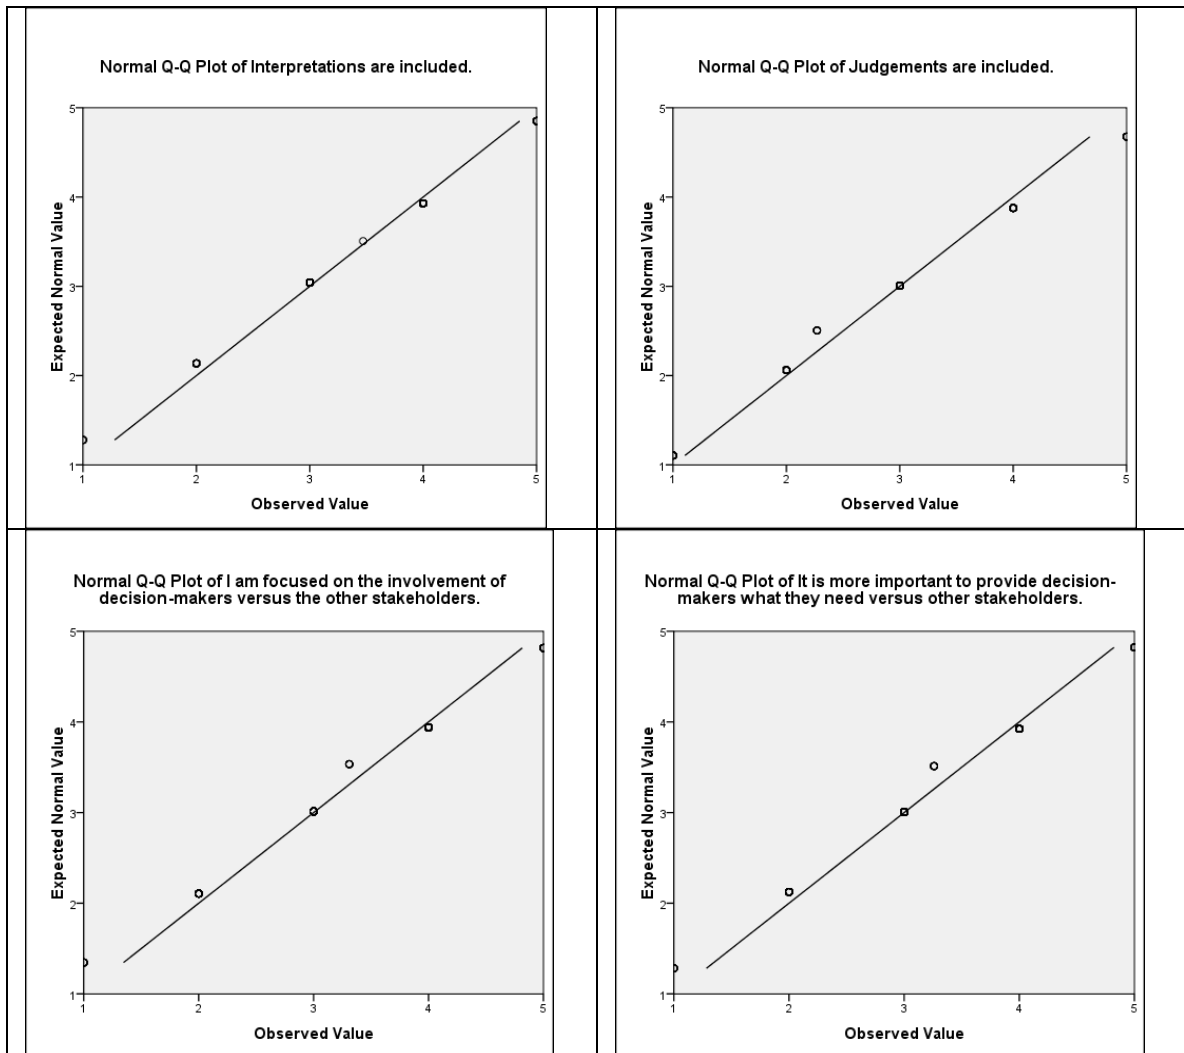 Normal Q-Q Plot of Interpretations are included.
5
4
3
2
1
Expected Normal Value
1 2 3 4 5
Observed Value
Normal Q-Q Plot of Judgements are included.
5
4
3
2
1
Expected Normal Value
1 2 3 4 5
Observed Value
Normal Q-Q Plot of I am focused on the involvement of
decision-makers versus the other stakeholders.
5
4
3
2
1
Expected Normal Value
1 2 3 4 5
Observed Value
Normal Q-Q Plot of It is more important to provide decision-
makers what they need versus other stakeholders.
5
4
3
2
1
Expected Normal Value
1 2 3 4 5
Observed Value